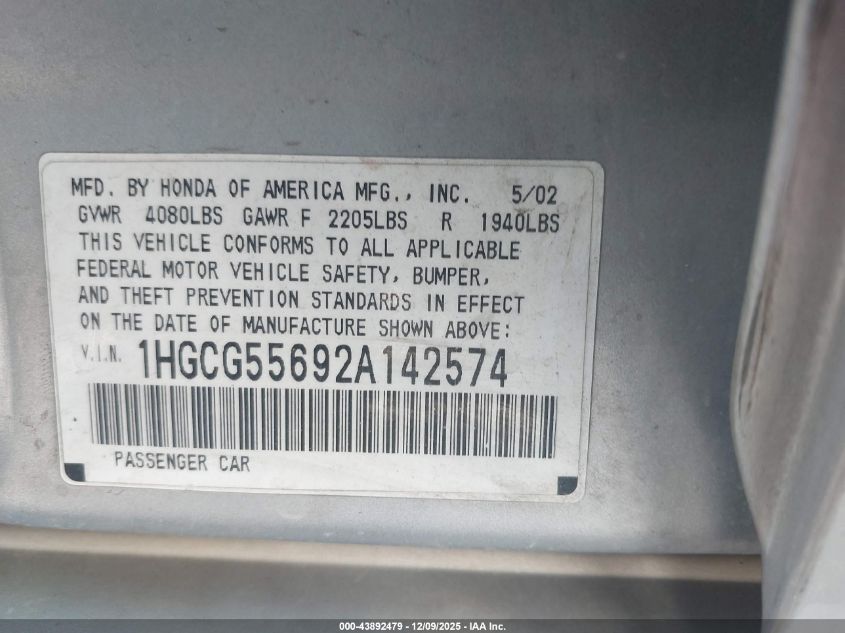 MFD. BY HONDA OF AMERICA MFG., INC. 5/02
GVWR 4080LBS GAWR F 2205LBS R 1940LBS
THIS VEHICLE CONFORMS TO ALL APPLICABLE
FEDERAL MOTOR VEHICLE SAFETY, BUMPER,
AND THEFT PREVENTION STANDARDS IN EFFECT
ON THE DATE OF MANUFACTURE SHOWN ABOVE:
V.I.N. 1HGCG55692A142574
PASSENGER CAR
000-43892479 - 12/09/2025 - IAA Inc.